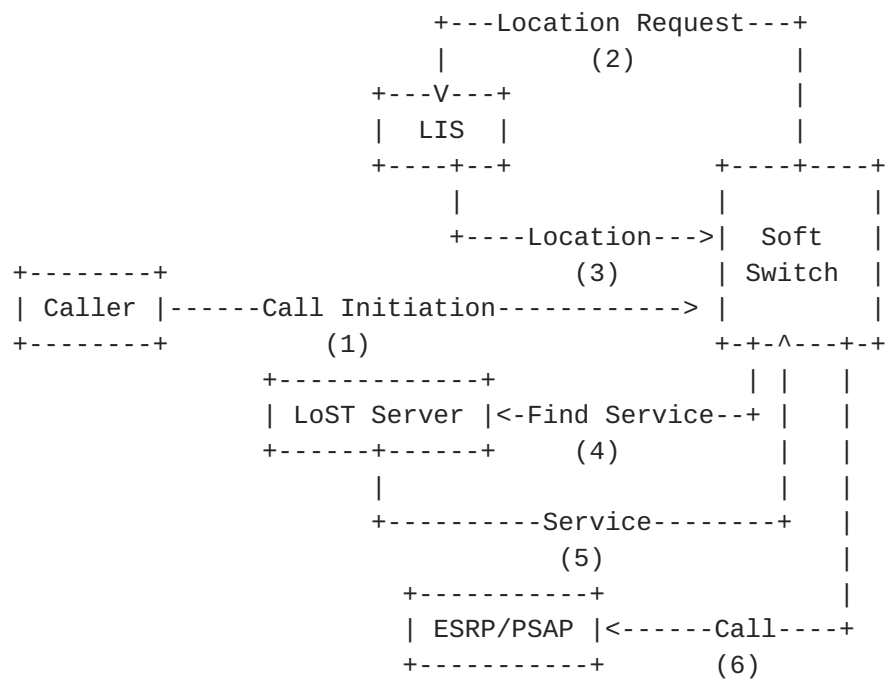 +---Location Request---+
|         (2)          |
+---V---+                  |
|  LIS  |                  |
+----+--+             +----+----+
|                |         |
+----Location--->|  Soft   |
+--------+                          (3)      | Switch  |
| Caller |------Call Initiation------------> |         |
+--------+          (1)                      +-+-^---+-+
+-------------+                | |   |
| LoST Server |<-Find Service--+ |   |
+------+------+     (4)          |   |
|                         |   |
+----------Service--------+   |
(5)                |
+-----------+               |
| ESRP/PSAP |<------Call----+
+-----------+       (6)